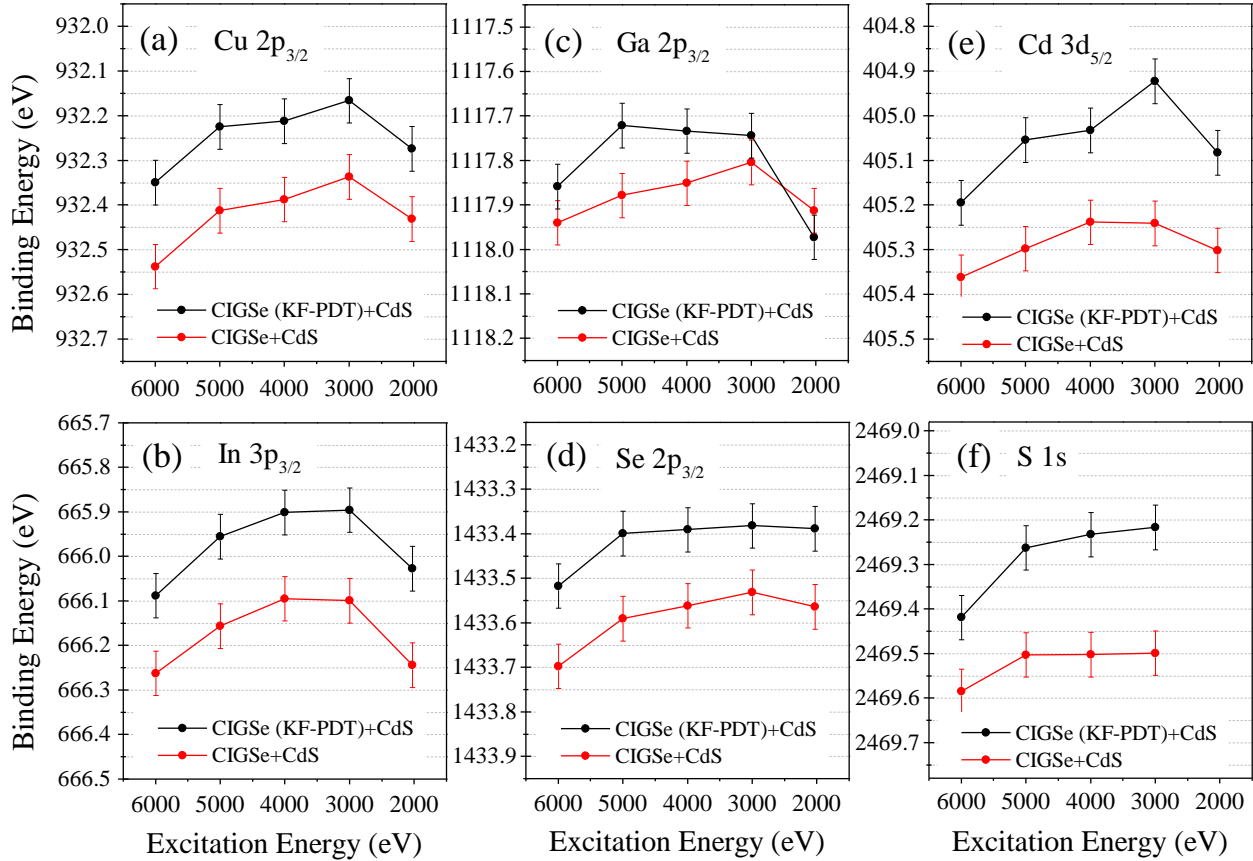 (a) Cu 2p3/2
932.0
932.1
932.2
932.3
932.4
932.5
932.6
932.7
Binding Energy (eV)
CIGSe (KF-PDT)+CdS
CIGSe+CdS
6000 5000 4000 3000 2000
(c) Ga 2p3/2
1117.5
1117.6
1117.7
1117.8
1117.9
1118.0
1118.1
1118.2
CIGSe (KF-PDT)+CdS
CIGSe+CdS
6000 5000 4000 3000 2000
(e) Cd 3d5/2
404.8
404.9
405.0
405.1
405.2
405.3
405.4
405.5
CIGSe (KF-PDT)+CdS
CIGSe+CdS
6000 5000 4000 3000 2000
(b) In 3p3/2
665.7
665.8
665.9
666.0
666.1
666.2
666.3
666.4
666.5
Binding Energy (eV)
CIGSe (KF-PDT)+CdS
CIGSe+CdS
6000 5000 4000 3000 2000
Excitation Energy (eV)
(d) Se 2p3/2
1433.2
1433.3
1433.4
1433.5
1433.6
1433.7
1433.8
1433.9
CIGSe (KF-PDT)+CdS
CIGSe+CdS
6000 5000 4000 3000 2000
Excitation Energy (eV)
(f) S 1s
2469.0
2469.1
2469.2
2469.3
2469.4
2469.5
2469.6
2469.7
CIGSe (KF-PDT)+CdS
CIGSe+CdS
6000 5000 4000 3000 2000
Excitation Energy (eV)